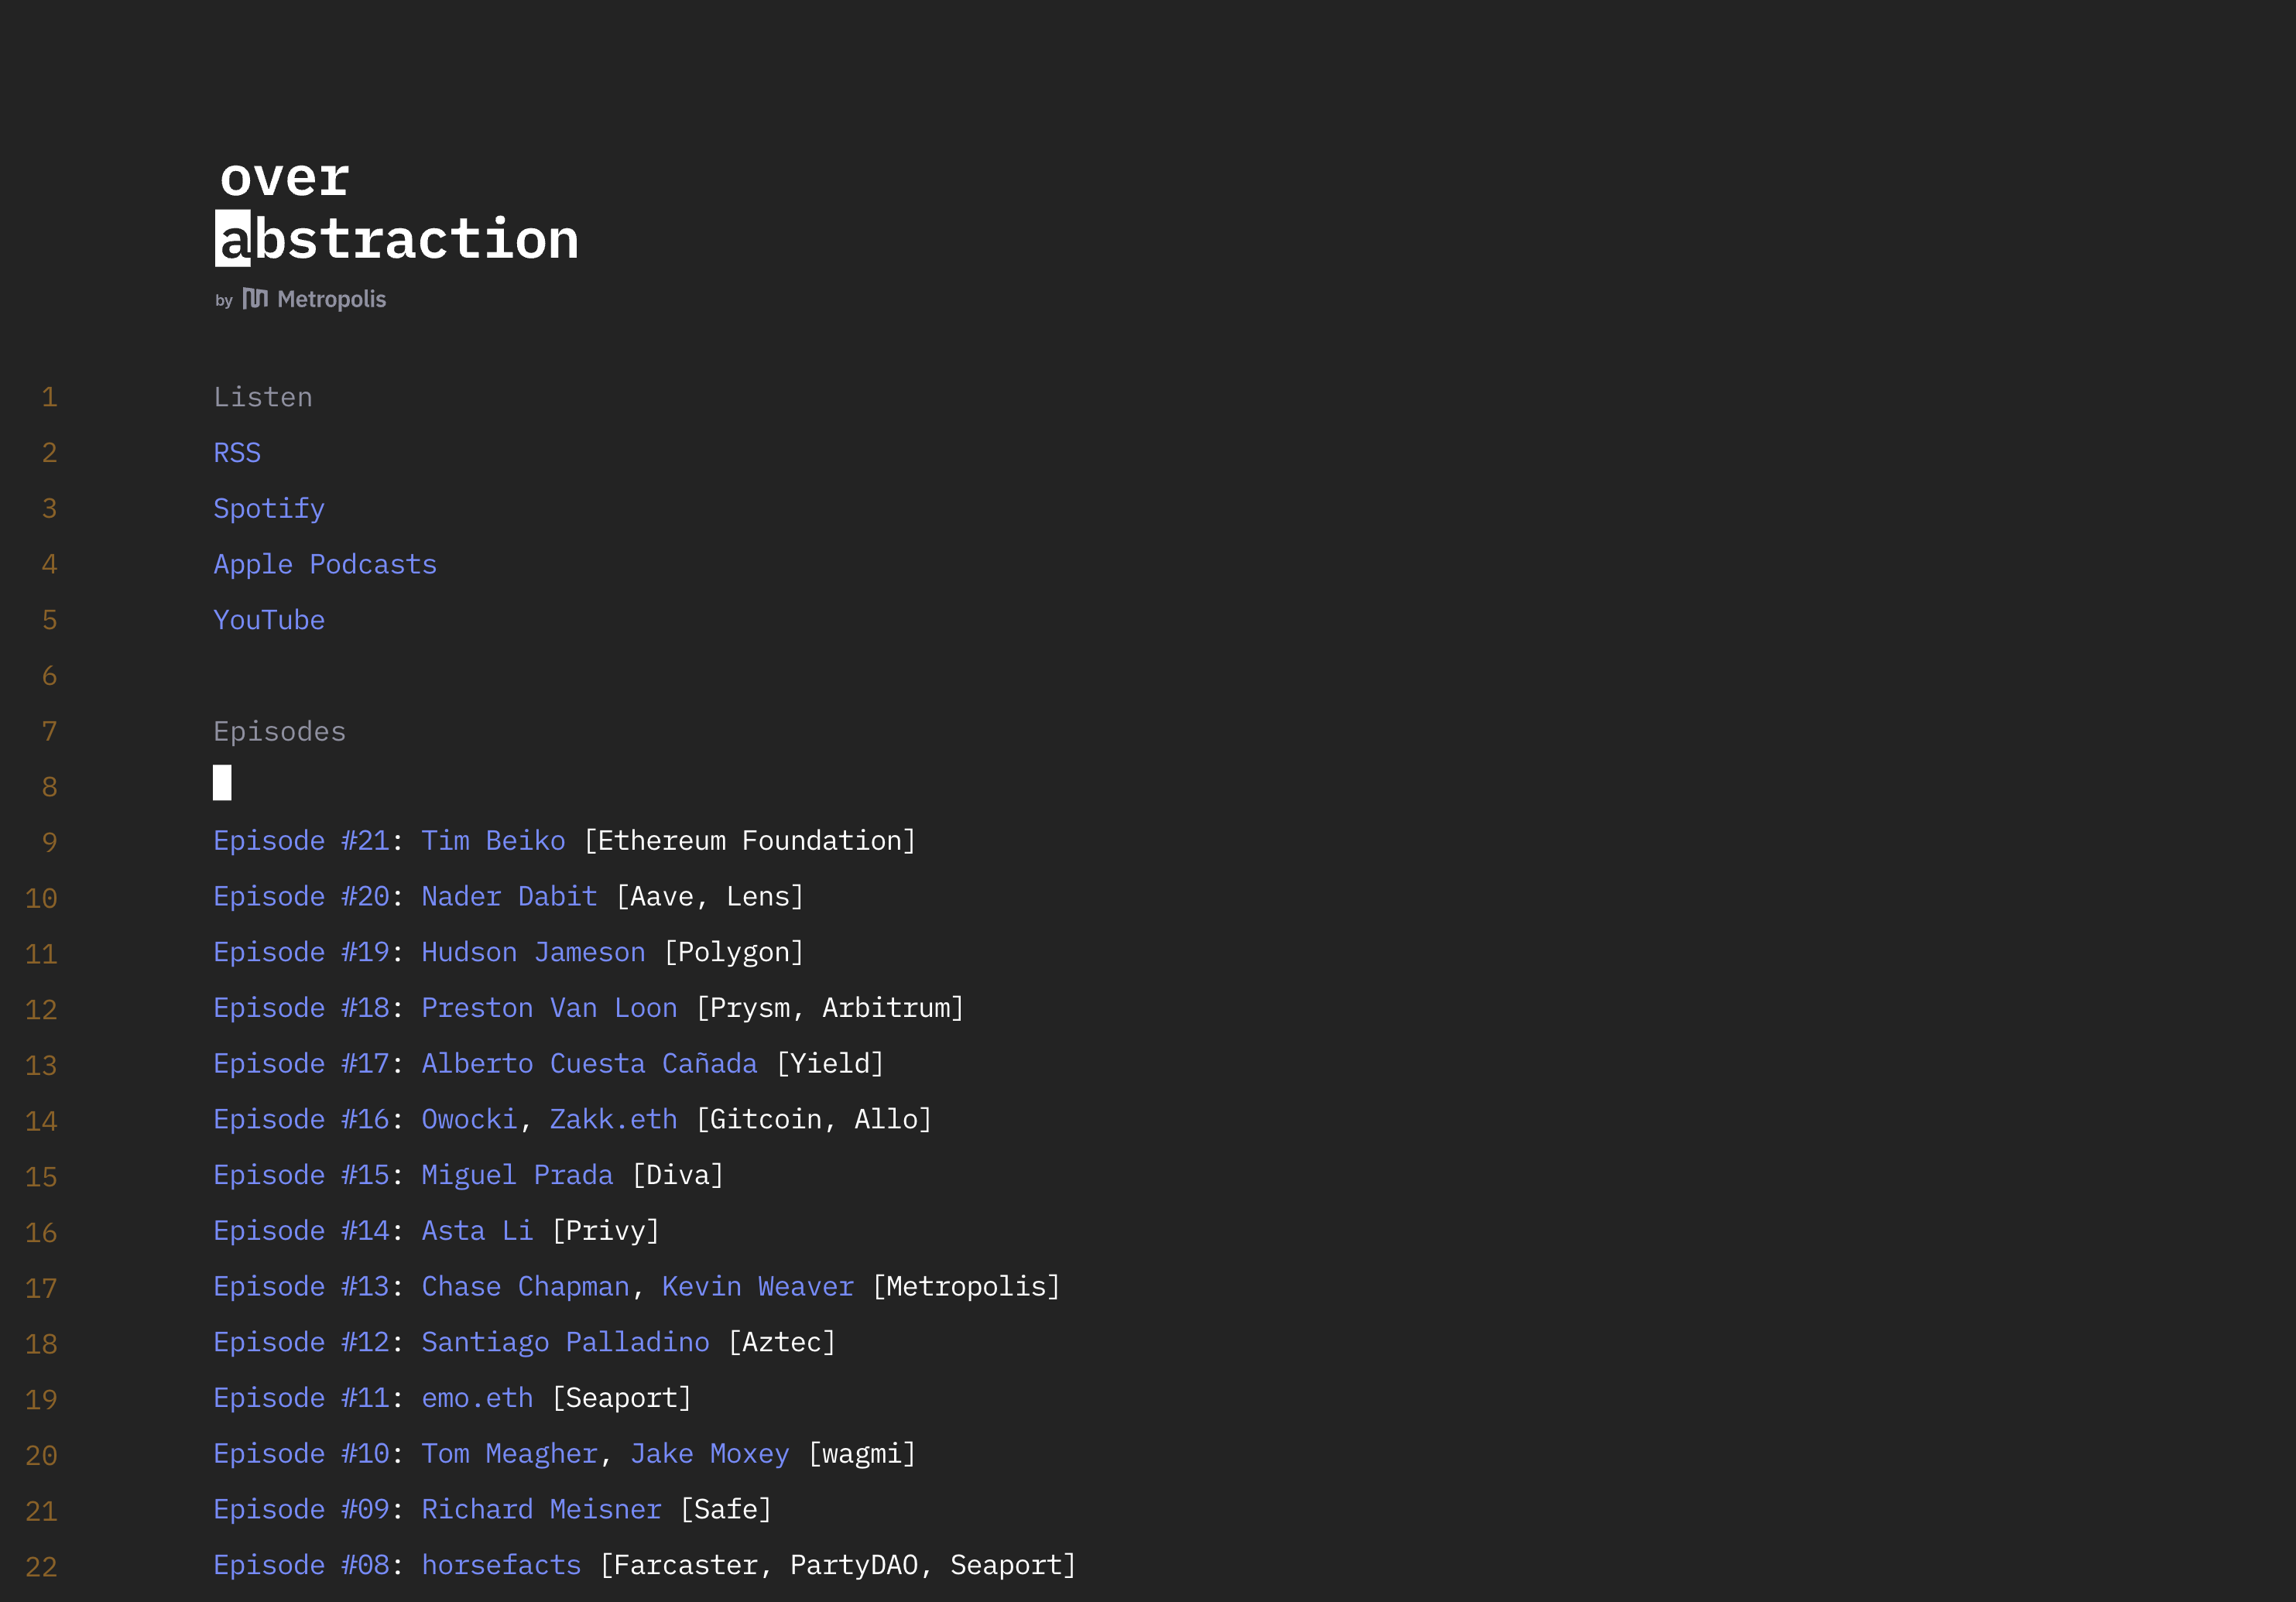 over
abstraction
by Metropolis
1 Listen
2 RSS
3 Spotify
4 Apple Podcasts
5 YouTube
6
7 Episodes
8
9 Episode #21: Tim Beiko [Ethereum Foundation]
10 Episode #20: Nader Dabit [Aave, Lens]
11 Episode #19: Hudson Jameson [Polygon]
12 Episode #18: Preston Van Loon [Prysm, Arbitrum]
13 Episode #17: Alberto Cuesta Cañada [Yield]
14 Episode #16: Owocki, Zakk.eth [Gitcoin, Allo]
15 Episode #15: Miguel Prada [Diva]
16 Episode #14: Asta Li [Privy]
17 Episode #13: Chase Chapman, Kevin Weaver [Metropolis]
18 Episode #12: Santiago Palladino [Aztec]
19 Episode #11: emo.eth [Seaport]
20 Episode #10: Tom Meagher, Jake Moxey [wagmi]
21 Episode #09: Richard Meisner [Safe]
22 Episode #08: horsefacts [Farcaster, PartyDAO, Seaport]